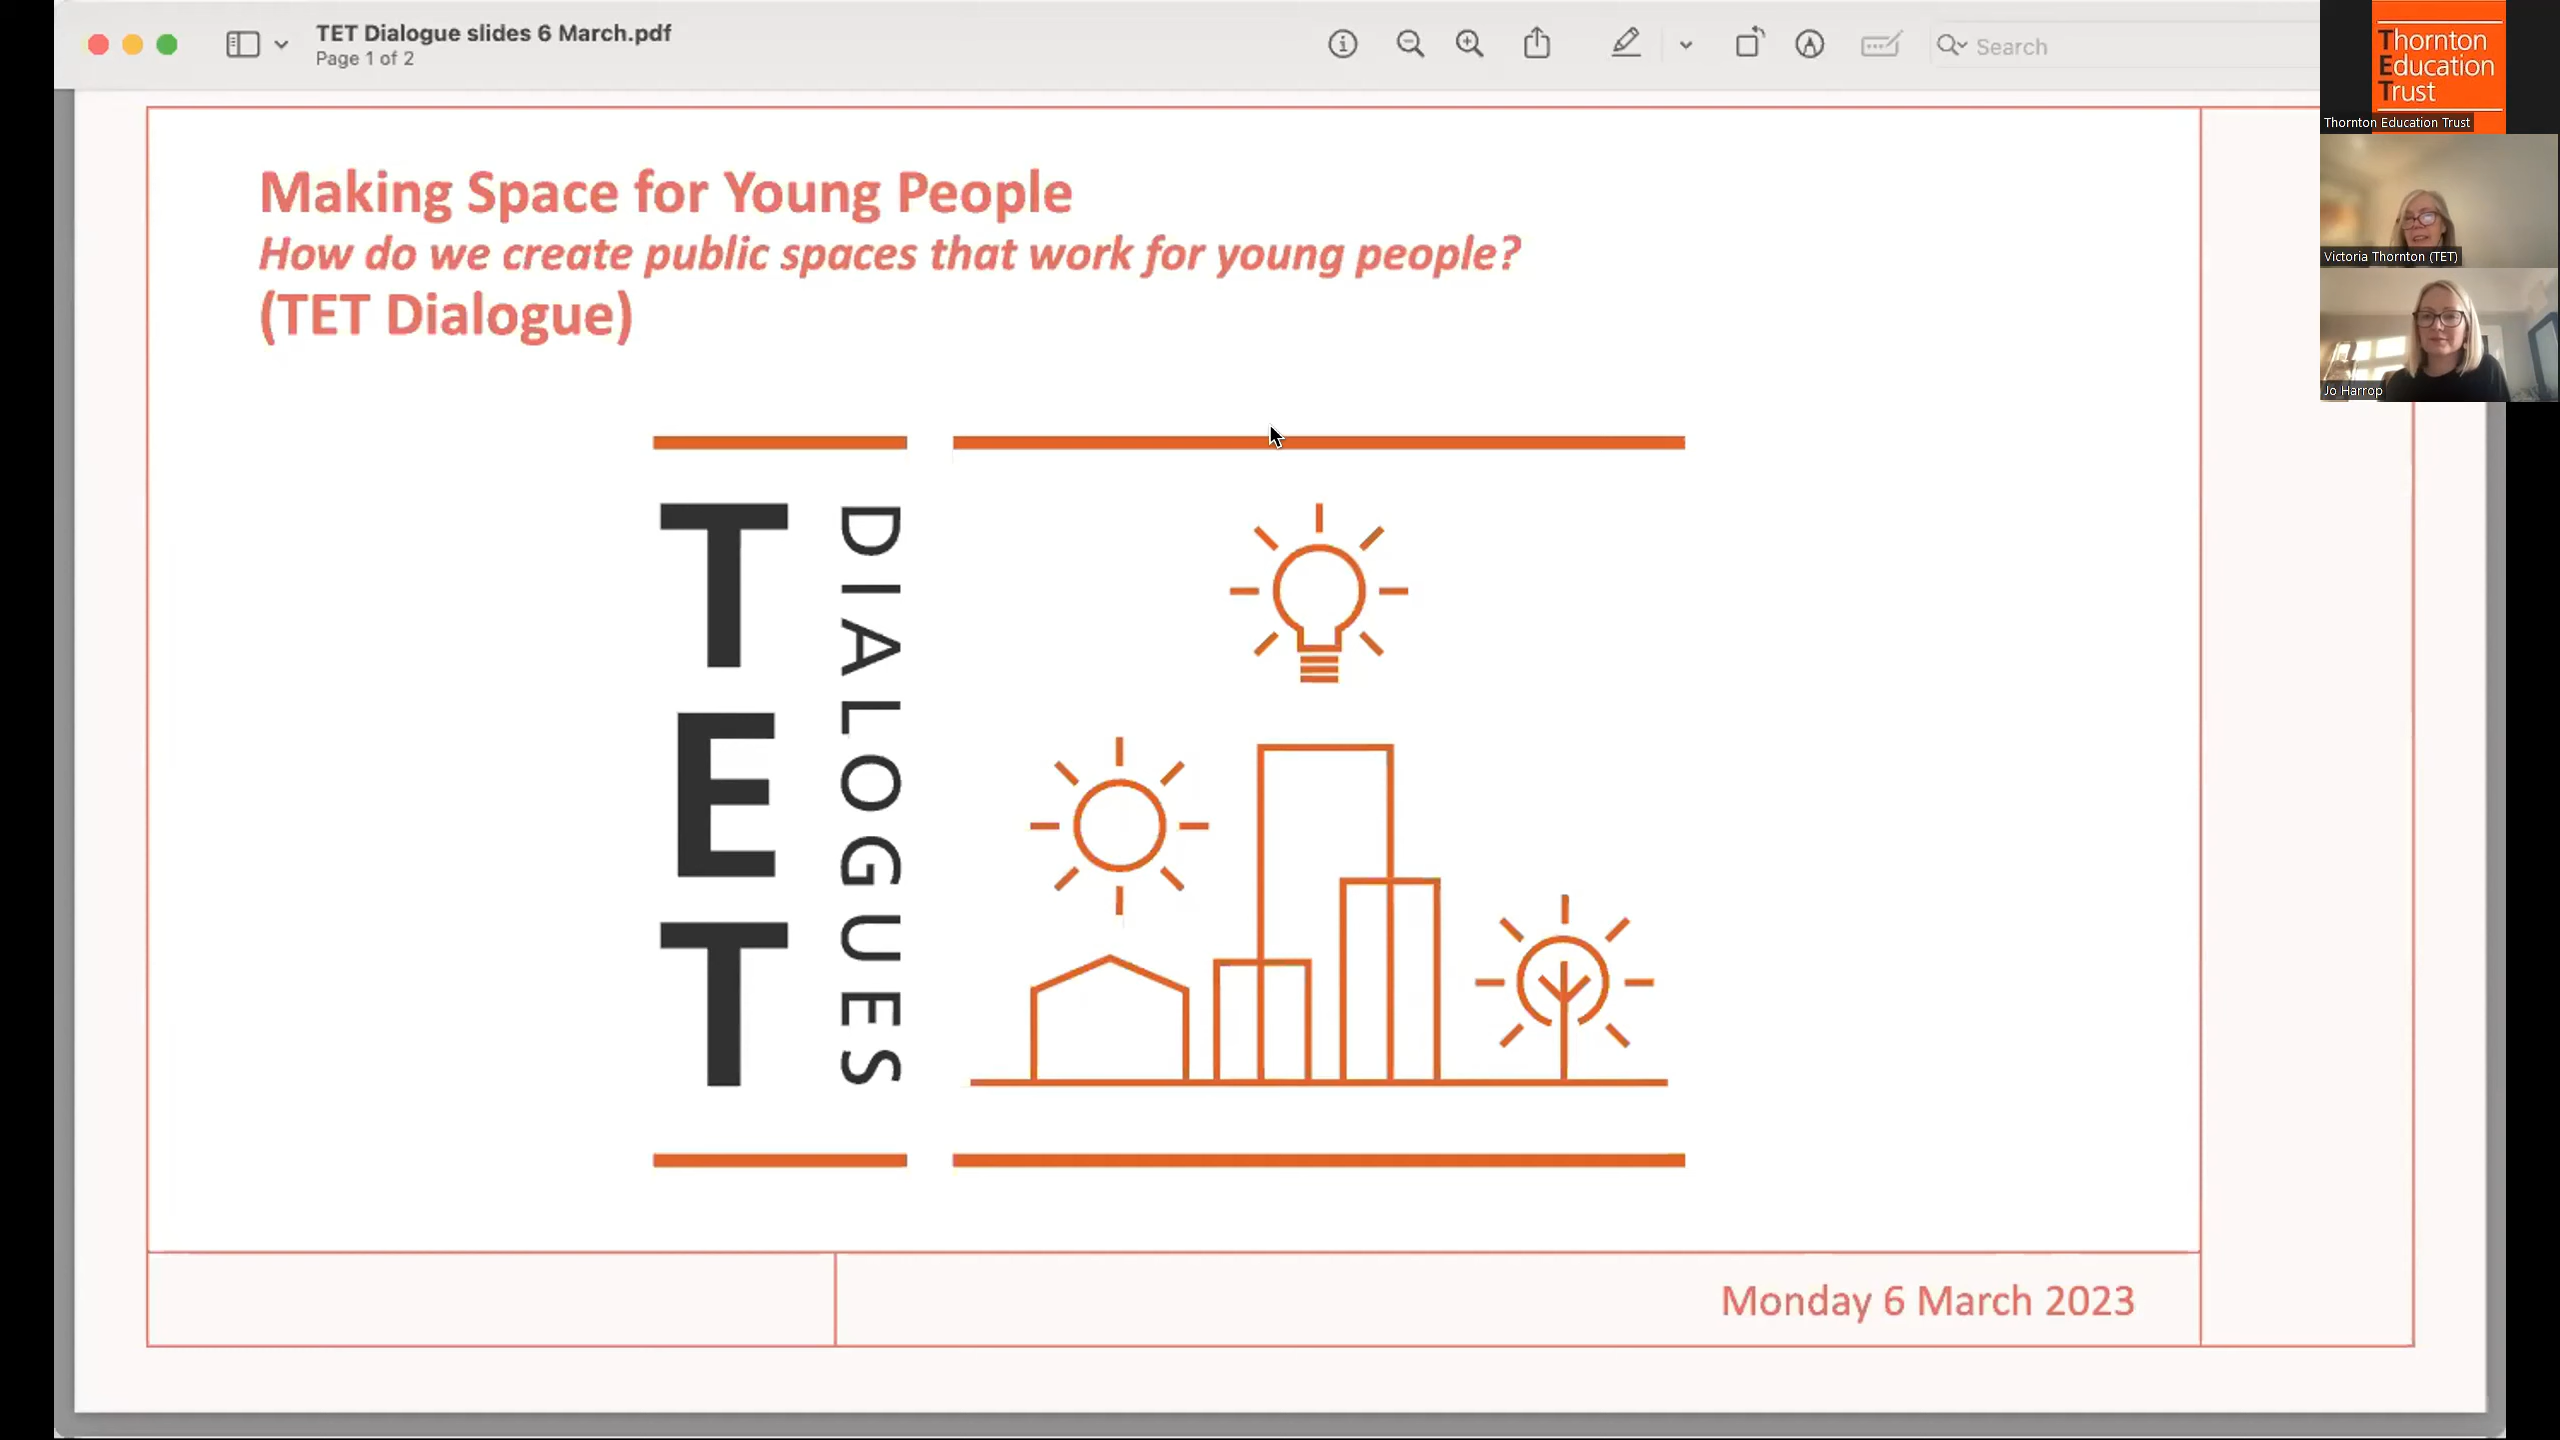 TET Dialogue slides 6 March.pdf
Page 1 of 2
Search
Thornton
Education
Trust
Thornton Education Trust
Victoria Thornton (TET)
Jo Harrop
Making Space for Young People
How do we create public spaces that work for young people?
(TET Dialogue)
TET
DIALOGUES
Monday 6 March 2023